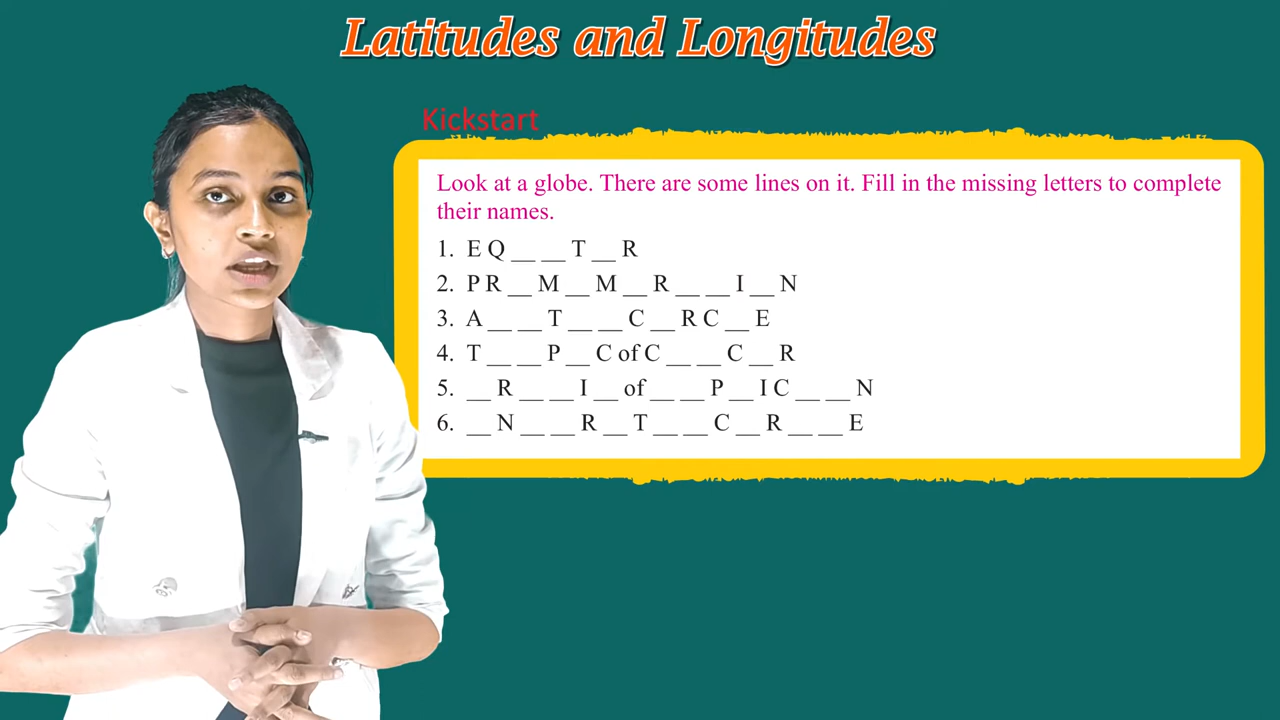 Latitudes and Longitudes
Kickstart
Look at a globe. There are some lines on it. Fill in the missing letters to complete
their names.
1. E Q __ __ T __ R
2. P R __ M __ M __ R __ __ I __ N
3. A __ __ T __ __ C __ R C __ E
4. T __ __ P __ C of C __ __ C __ R
5. __ R __ __ I __ of __ __ P __ I C __ __ N
6. __ N __ __ R __ T __ __ C __ R __ __ E